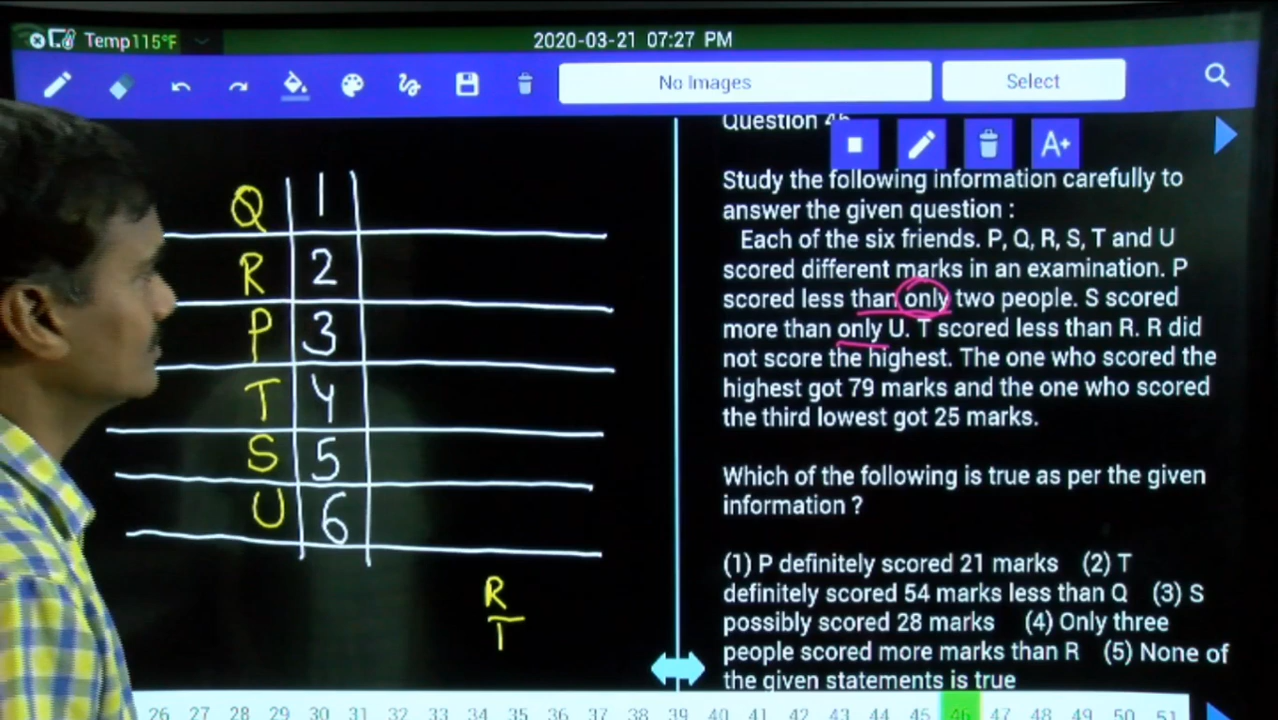 Temp115°F
2020-03-21 07:27 PM
No Images
Select
A+
Study the following information carefully to
answer the given question :
Each of the six friends. P, Q, R, S, T and U
scored different marks in an examination. P
scored less than only two people. S scored
more than only U. T scored less than R. R did
not score the highest. The one who scored the
highest got 79 marks and the one who scored
the third lowest got 25 marks.
Which of the following is true as per the given
information ?
(1) P definitely scored 21 marks (2) T
definitely scored 54 marks less than Q (3) S
possibly scored 28 marks (4) Only three
people scored more marks than R (5) None of
the given statements is true
Q 1
R 2
P 3
T 4
S 5
U 6
R
T
Question
26 27 28 29 30 31 32 33 34 35 36 37 38 39 40 41 42 43 44 45 46 47 48 49 50 51